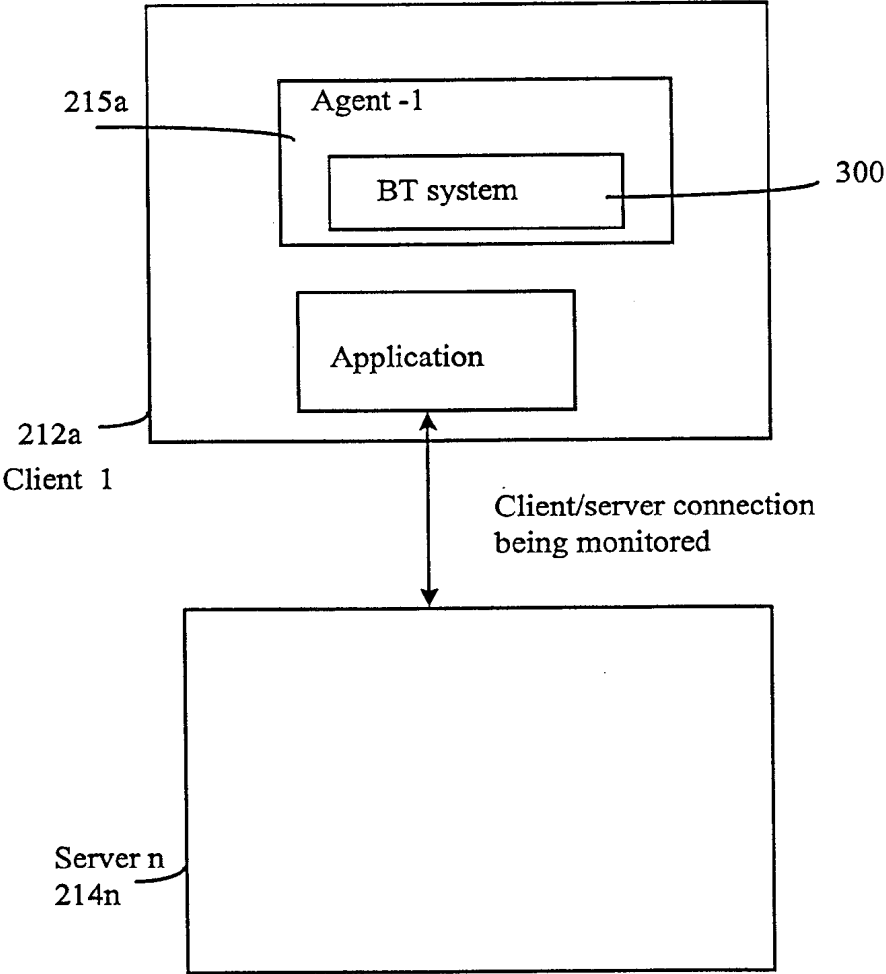 215a
Agent -1
BT system
300
Application
212a
Client 1
Client/server connection
being monitored
Server n
214n